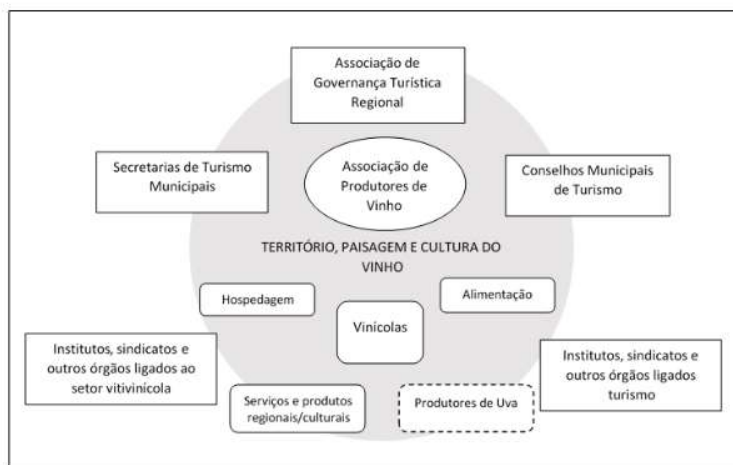 Associação de
Governança Turística
Regional
Secretarias de Turismo
Municipais
Associação de
Produtores de
Vinho
Conselhos Municipais
de Turismo
TERRITÓRIO, PAISAGEM E CULTURA DO
VINHO
Hospedagem
Alimentação
Vinícolas
Institutos, sindicatos e
outros órgãos ligados ao
setor vitivinícola
Institutos, sindicatos e
outros órgãos ligados
turismo
Serviços e produtos
regionais/culturais
Produtores de Uva